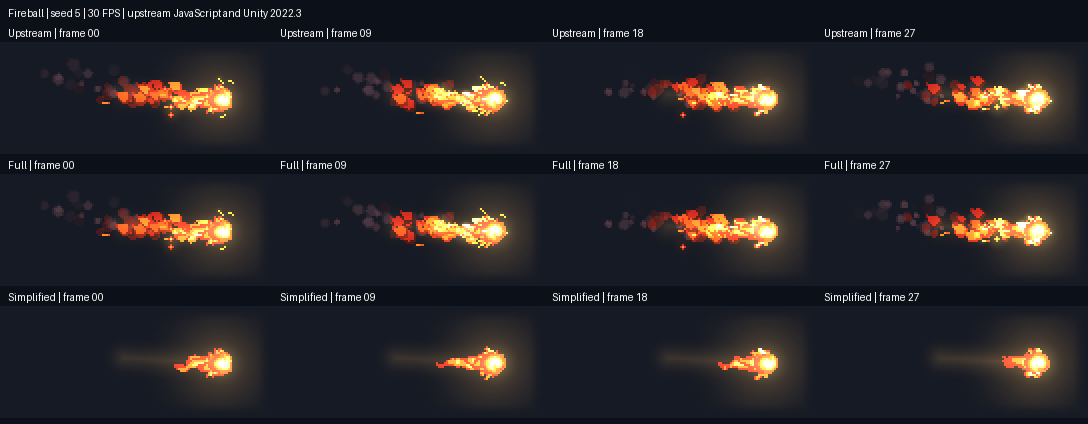 Fireball | seed 5 | 30 FPS | upstream JavaScript and Unity 2022.3
Upstream | frame 00
Upstream | frame 09
Upstream | frame 18
Upstream | frame 27
Full | frame 00
Full | frame 09
Full | frame 18
Full | frame 27
Simplified | frame 00
Simplified | frame 09
Simplified | frame 18
Simplified | frame 27